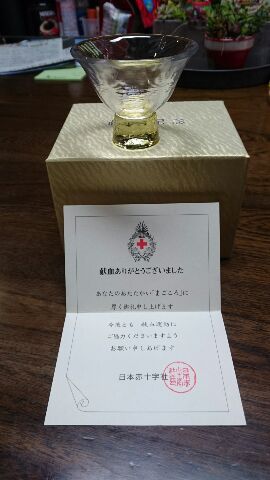 献血ありがとうございました
あなたのあたたかい「まごころ」に
厚く御礼申し上げます
今後とも 献血運動に
ご協力くださいますよう
お願い申しあげます
日本赤十字社